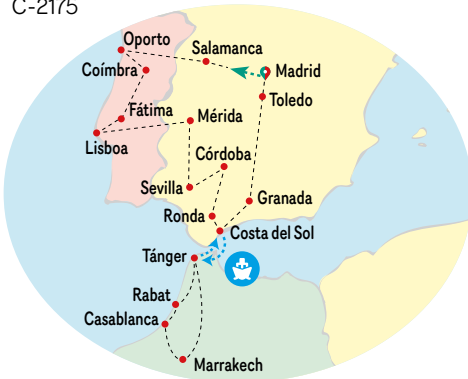 C-2175
Oporto
Salamanca
Coímbra
Madrid
Toledo
Fátima
Mérida
Lisboa
Córdoba
Sevilla
Granada
Ronda
Costa del Sol
Tánger
Rabat
Casablanca
Marrakech